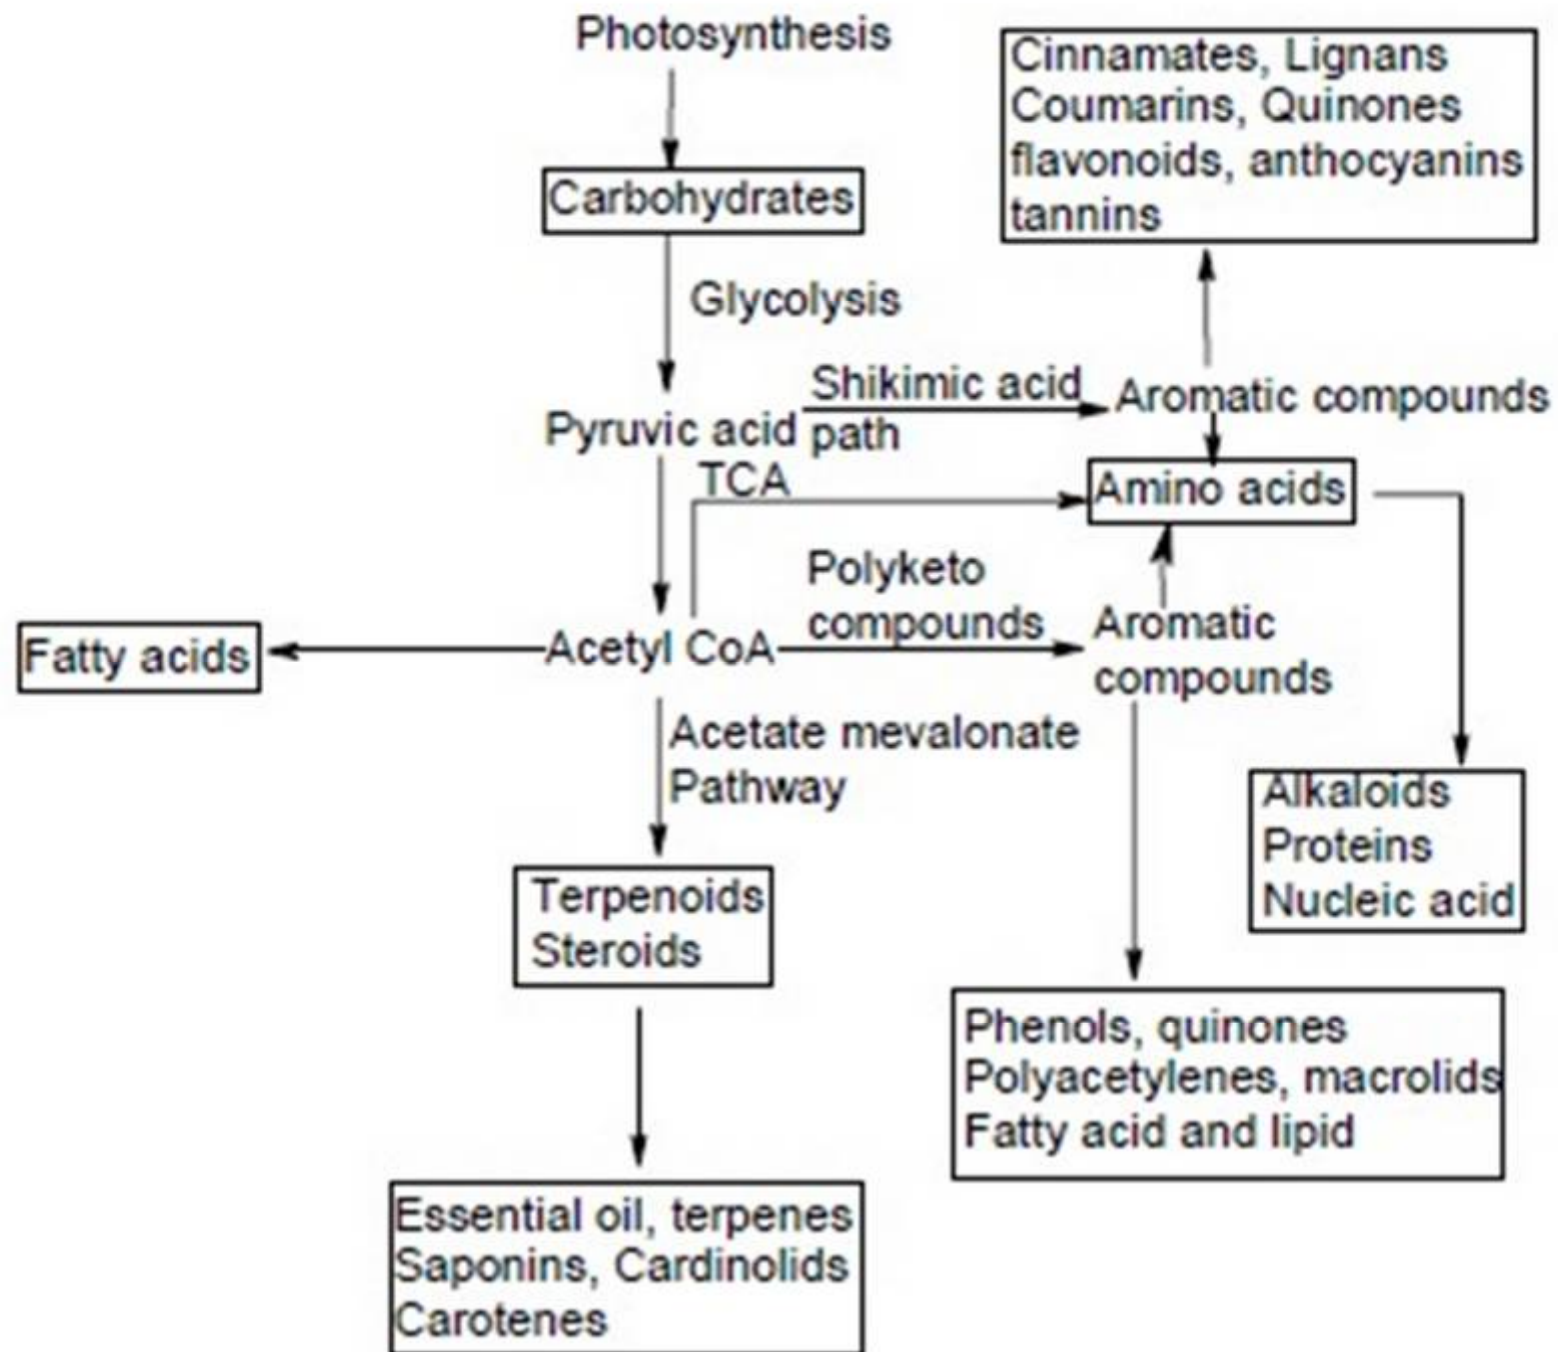 Photosynthesis
Cinnamates, Lignans
Coumarins, Quinones
flavonoids, anthocyanins
tannins
Carbohydrates
Glycolysis
Shikimic acid
path
Aromatic compounds
Pyruvic acid
TCA
Amino acids
Polyketo
compounds
Aromatic
compounds
Fatty acids
Acetyl CoA
Acetate mevalonate
Pathway
Alkaloids
Proteins
Nucleic acid
Terpenoids
Steroids
Phenols, quinones
Polyacetylenes, macrolids
Fatty acid and lipid
Essential oil, terpenes
Saponins, Cardinolids
Carotenes